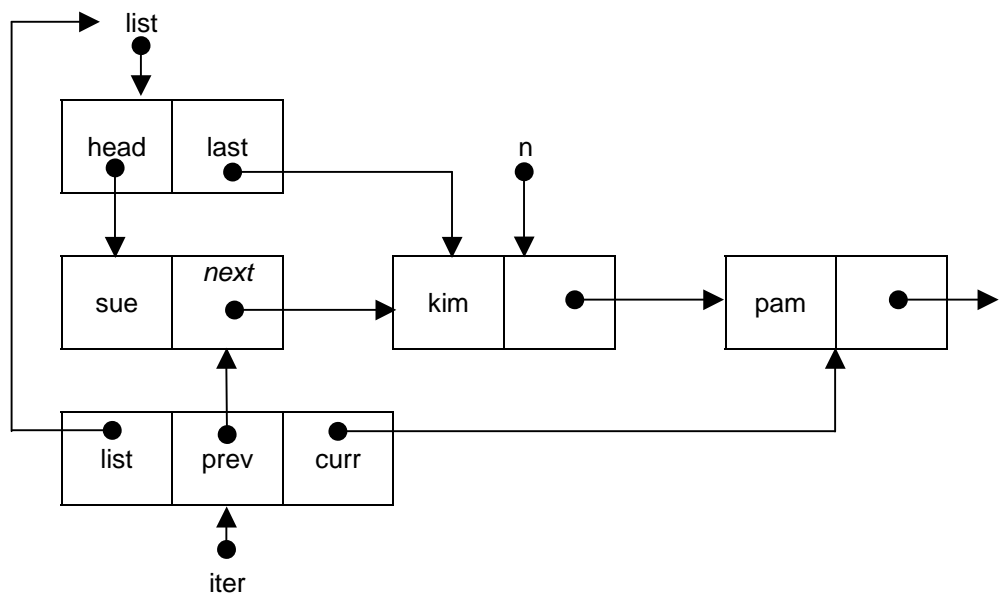 list
head last
n
next
sue
kim
pam
list prev curr
iter